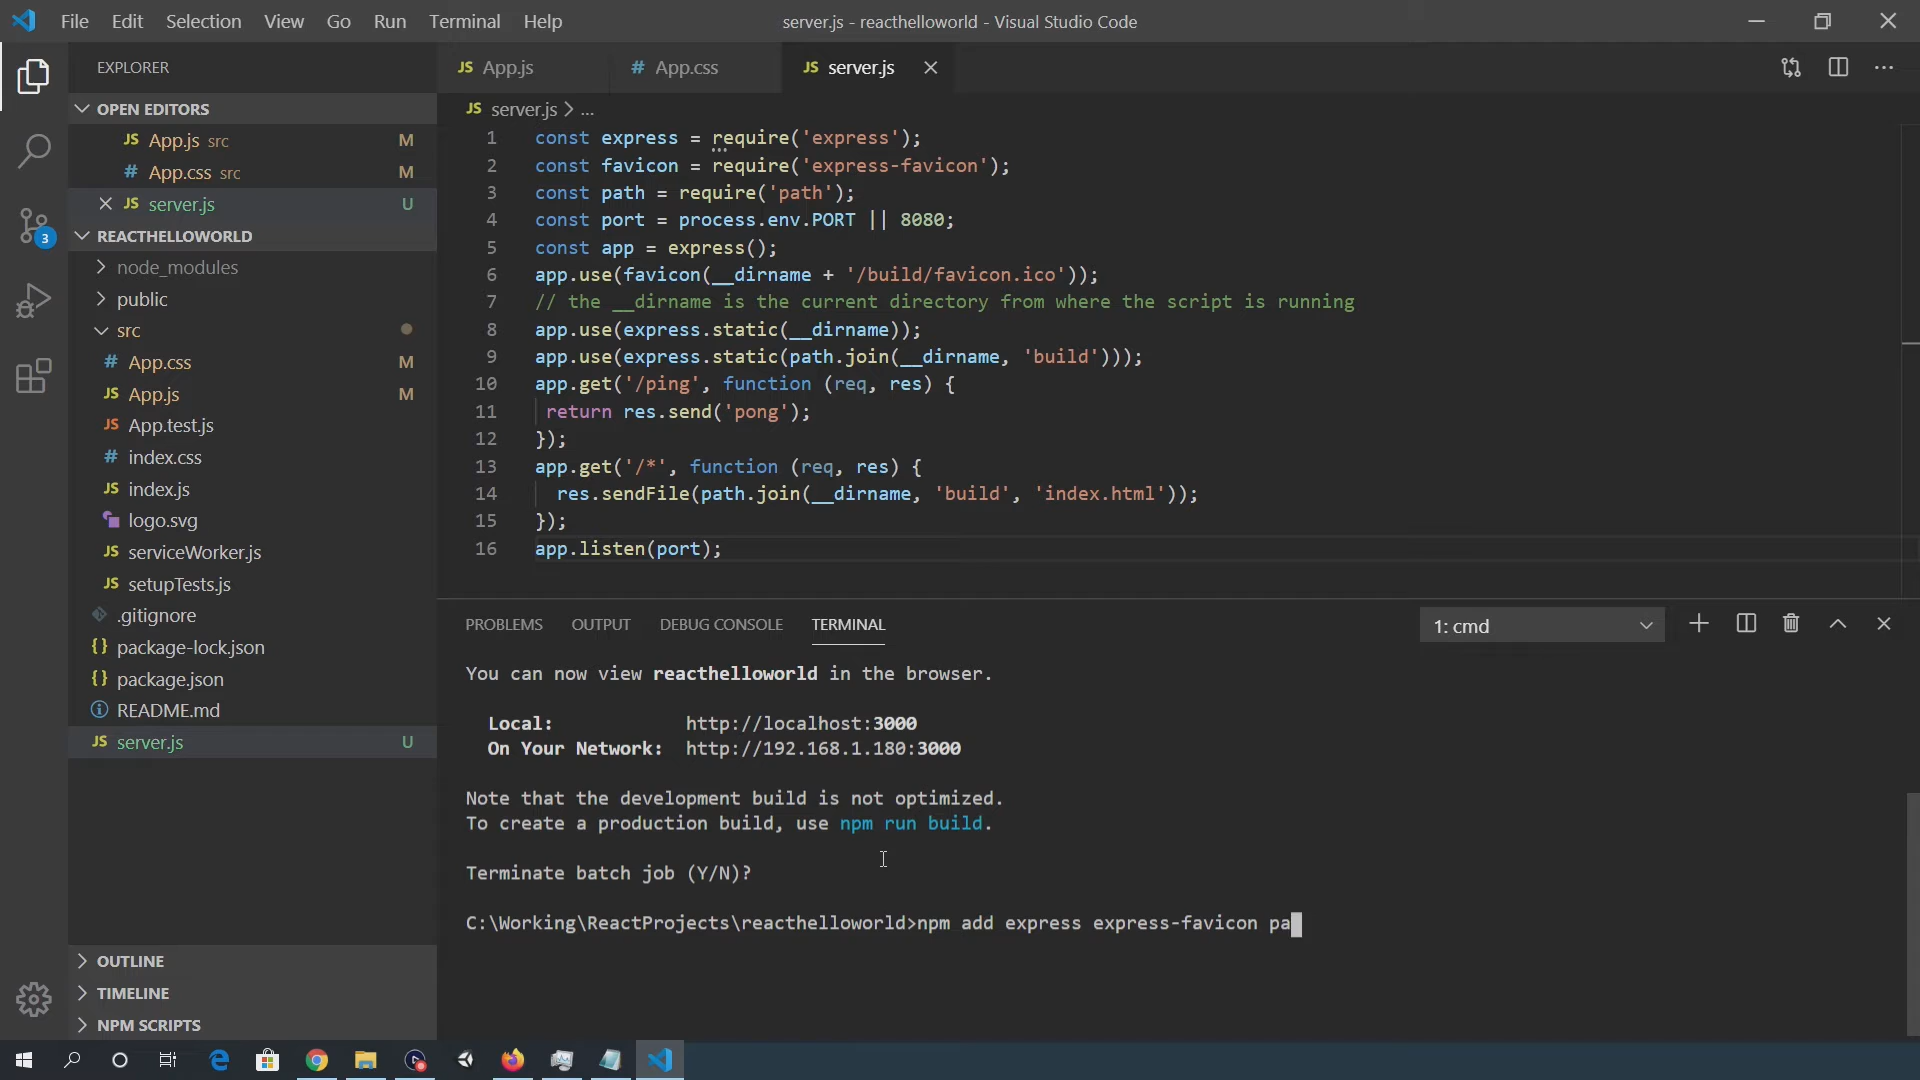 File Edit Selection View Go Run Terminal Help
server.js - reacthelloworld - Visual Studio Code
EXPLORER
OPEN EDITORS
JS App.js src M
# App.css src M
JS server.js U
3
REACTHELLOWORLD
node_modules
public
src
# App.css M
JS App.js M
JS App.test.js
# index.css
JS index.js
logo.svg
JS serviceWorker.js
JS setupTests.js
.gitignore
{} package-lock.json
{} package.json
README.md
JS server.js U
OUTLINE
TIMELINE
NPM SCRIPTS
JS App.js # App.css JS server.js
JS server.js > ...
1 const express = require('express');
2 const favicon = require('express-favicon');
3 const path = require('path');
4 const port = process.env.PORT || 8080;
5 const app = express();
6 app.use(favicon(__dirname + '/build/favicon.ico'));
7 // the __dirname is the current directory from where the script is running
8 app.use(express.static(__dirname));
9 app.use(express.static(path.join(__dirname, 'build')));
10 app.get('/ping', function (req, res) {
11 return res.send('pong');
12 });
13 app.get('/*', function (req, res) {
14 res.sendFile(path.join(__dirname, 'build', 'index.html'));
15 });
16 app.listen(port);
PROBLEMS OUTPUT DEBUG CONSOLE TERMINAL 1: cmd
You can now view reacthelloworld in the browser.
Local: http://localhost:3000
On Your Network: http://192.168.1.180:3000
Note that the development build is not optimized.
To create a production build, use npm run build.
Terminate batch job (Y/N)?
C:\Working\ReactProjects\reacthelloworld>npm add express express-favicon pa